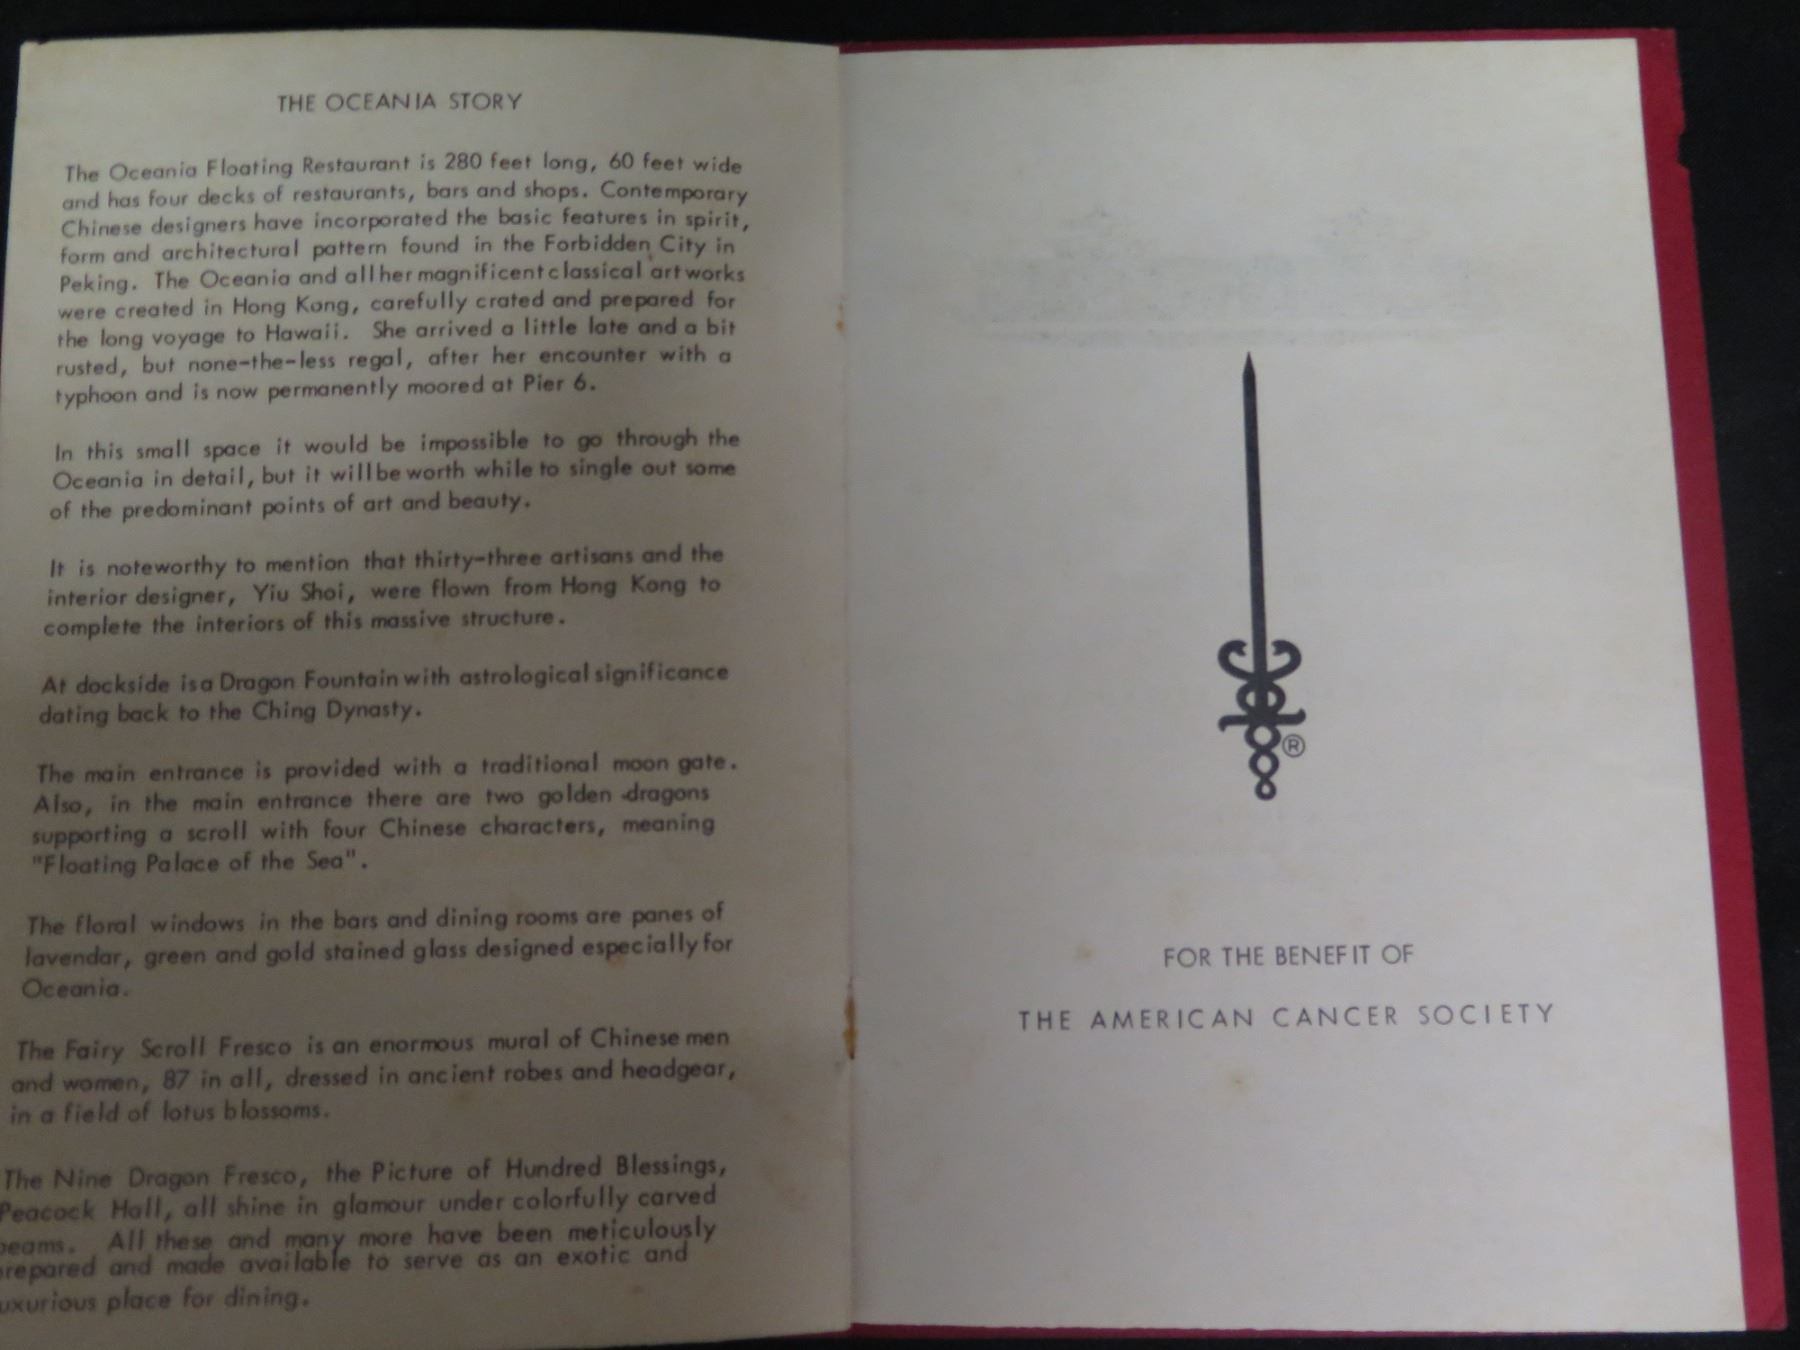 THE OCEANIA STORY
The Oceania Floating Restaurant is 280 feet long, 60 feet wide
and has four decks of restaurants, bars and shops. Contemporary
Chinese designers have incorporated the basic features in spirit,
form and architectural pattern found in the Forbidden City in
Peking. The Oceania and all her magnificent classical art works
were created in Hong Kong, carefully crated and prepared for
the long voyage to Hawaii. She arrived a little late and a bit
rusted, but none-the-less regal, after her encounter with a
typhoon and is now permanently moored at Pier 6.
In this small space it would be impossible to go through the
Oceania in detail, but it will be worth while to single out some
of the predominant points of art and beauty.
It is noteworthy to mention that thirty-three artisans and the
interior designer, Yiu Shoi, were flown from Hong Kong to
complete the interiors of this massive structure.
At dockside is a Dragon Fountain with astrological significance
dating back to the Ching Dynasty.
The main entrance is provided with a traditional moon gate.
Also, in the main entrance there are two golden dragons
supporting a scroll with four Chinese characters, meaning
"Floating Palace of the Sea".
The floral windows in the bars and dining rooms are panes of
lavendar, green and gold stained glass designed especially for
Oceania.
The Fairy Scroll Fresco is an enormous mural of Chinese men
and women, 87 in all, dressed in ancient robes and headgear,
in a field of lotus blossoms.
The Nine Dragon Fresco, the Picture of Hundred Blessings,
Peacock Hall, all shine in glamour under colorfully carved
beams. All these and many more have been meticulously
prepared and made available to serve as an exotic and
luxurious place for dining.
®
FOR THE BENEFIT OF
THE AMERICAN CANCER SOCIETY